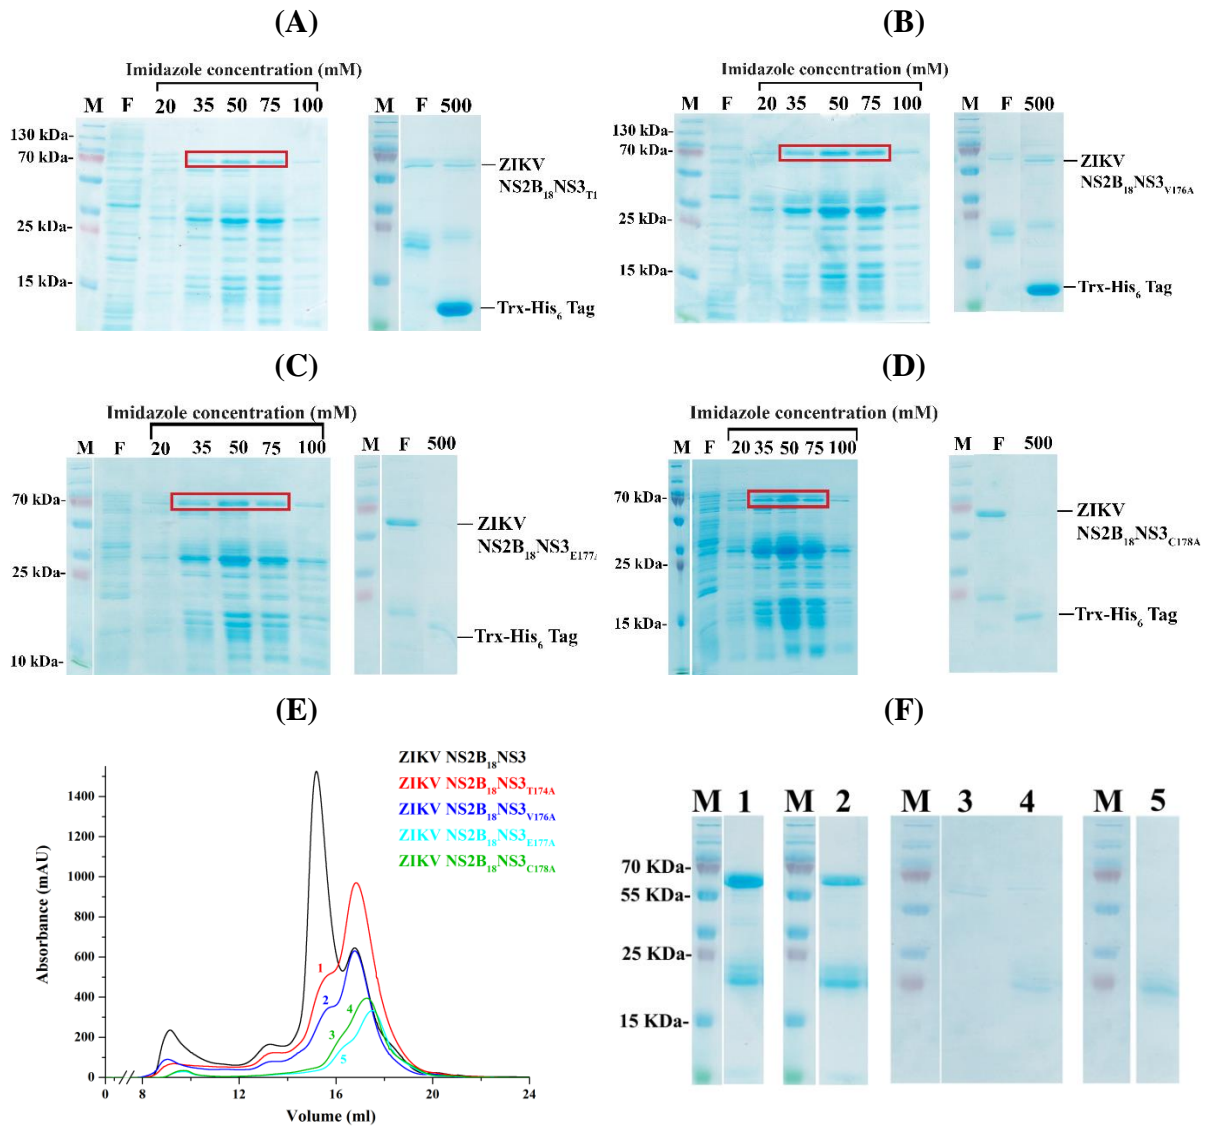 (A)
Imidazole concentration (mM)
M F 20 35 50 75 100
M F 500
130 kDa-
70 kDa-
25 kDa-
15 kDa-
ZIKV
NS2B18NS3T1
Trx-His6 Tag
(B)
Imidazole concentration (mM)
M F 20 35 50 75 100
M F 500
130 kDa-
70 kDa-
25 kDa-
15 kDa-
ZIKV
NS2B18NS3V176A
Trx-His6 Tag
(C)
Imidazole concentration (mM)
M F 20 35 50 75 100
M F 500
70 kDa-
25 kDa-
10 kDa-
ZIKV
NS2B18NS3E177
Trx-His6 Tag
(D)
Imidazole concentration (mM)
M F 20 35 50 75 100
M F 500
70 kDa-
25 kDa-
15 kDa-
ZIKV
NS2B18NS3C178A
Trx-His6 Tag
(E)
ZIKV NS2B18NS3
ZIKV NS2B18NS3T174A
ZIKV NS2B18NS3V176A
ZIKV NS2B18NS3E177A
ZIKV NS2B18NS3C178A
Absorbance (mAU)
1400
1200
1000
800
600
400
200
0
1
2
3
4
5
0 8 12 16 20 24
Volume (ml)
(F)
M 1 M 2 M 3 4 M 5
70 KDa-
55 KDa-
25 KDa-
15 KDa-